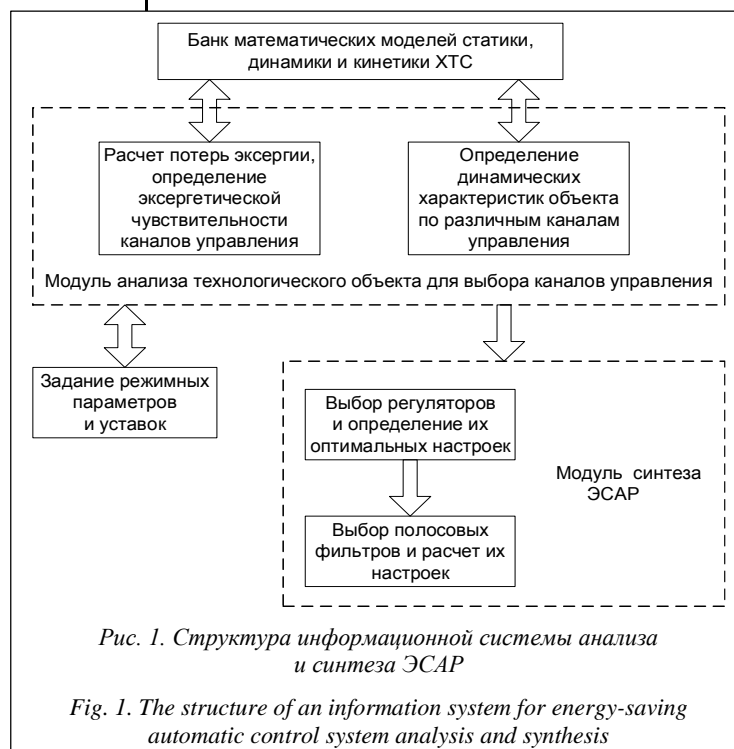 Банк математических моделей статики,
динамики и кинетики ХТС
Расчет потерь эксергии,
определение
эксергетической
чувствительности
каналов управления
Определение
динамических
характеристик объекта
по различным каналам
управления
Модуль анализа технологического объекта для выбора каналов управления
Задание режимных
параметров
и уставок
Выбор регуляторов
и определение их
оптимальных настроек
Модуль синтеза
ЭСАР
Выбор полосовых
фильтров и расчет их
настроек
Рис. 1. Структура информационной системы анализа
и синтеза ЭСАР
Fig. 1. The structure of an information system for energy-saving
automatic control system analysis and synthesis